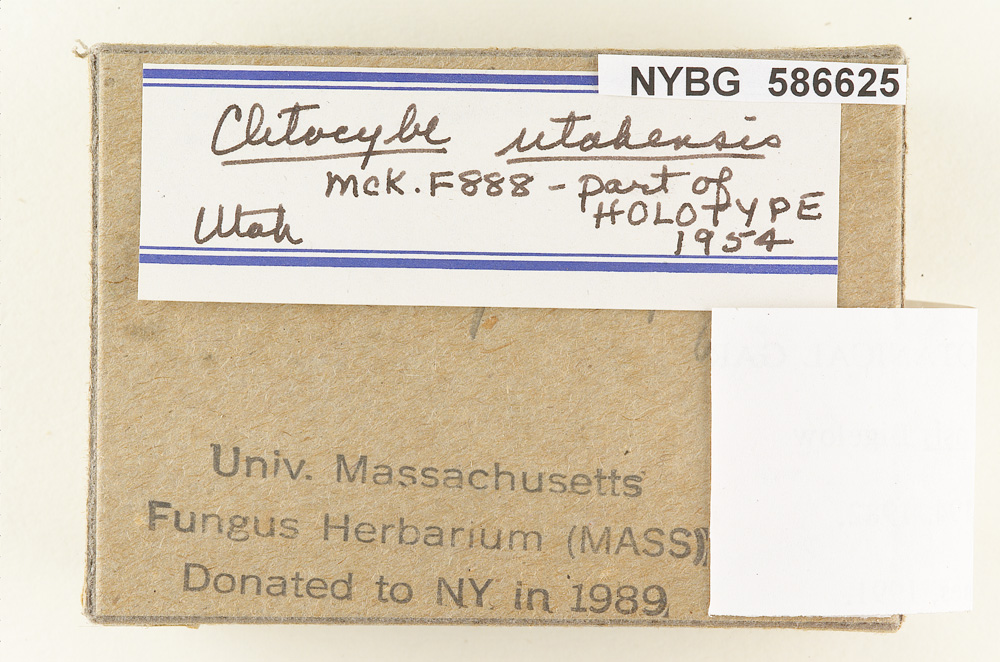 NYBG 586625
Clitocybe utahensis
McK. F888 - part of
HOLOTYPE
Utah
1954
Univ. Massachusetts
Fungus Herbarium (MASS)
Donated to NY in 1989